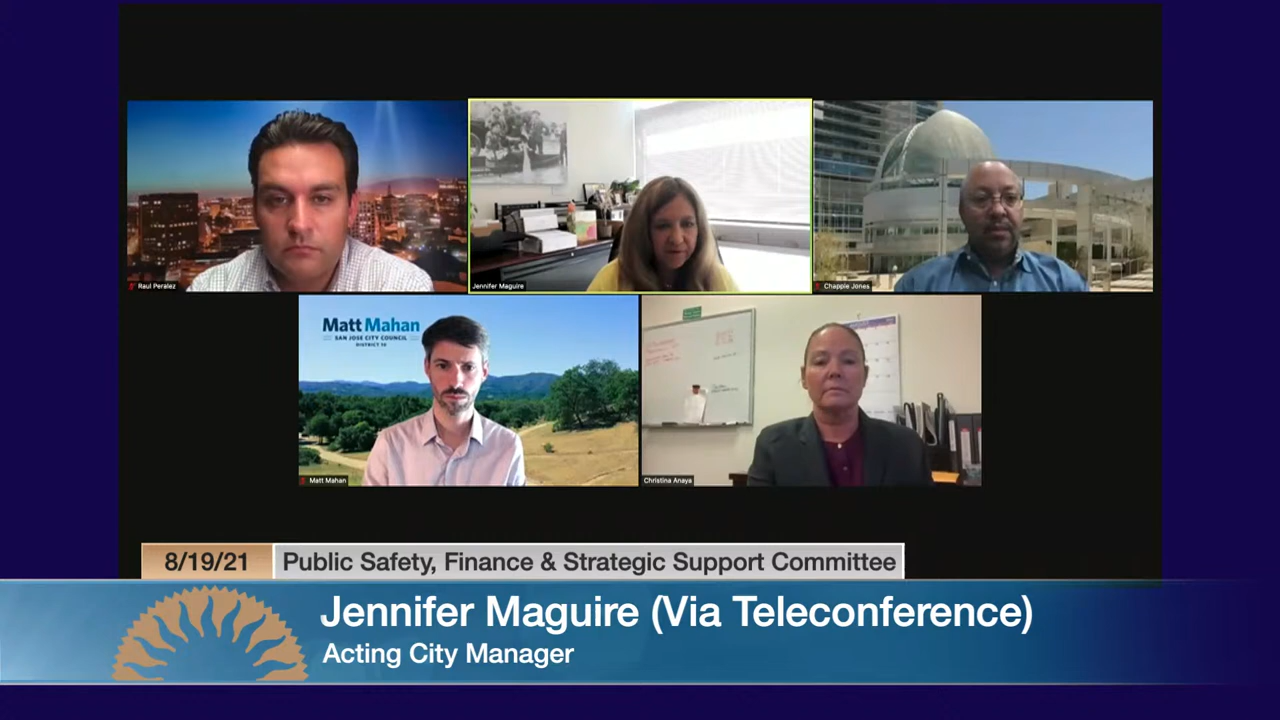 Raul Peralez
Jennifer Maguire
Chappie Jones
Matt Mahan
SAN JOSE CITY COUNCIL
DISTRICT 10
Matt Mahan
Christina Anaya
8/19/21
Public Safety, Finance & Strategic Support Committee
Jennifer Maguire (Via Teleconference)
Acting City Manager